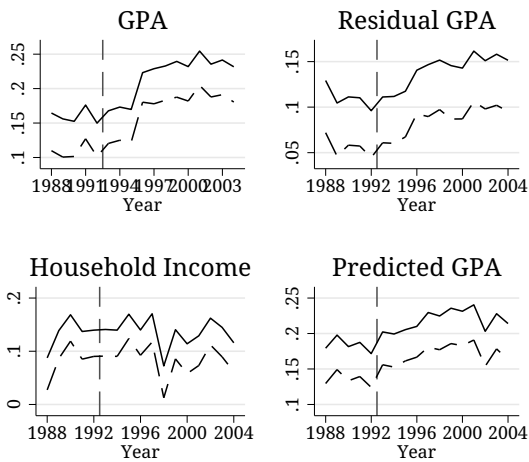 GPA
.1 .15 .2 .25
1988 1991 1994 1997 2000 2003
Year
Residual GPA
.05 .1 .15
1988 1992 1996 2000 2004
Year
Household Income
0 .1 .2
1988 1992 1996 2000 2004
Year
Predicted GPA
.1 .15 .2 .25
1988 1992 1996 2000 2004
Year